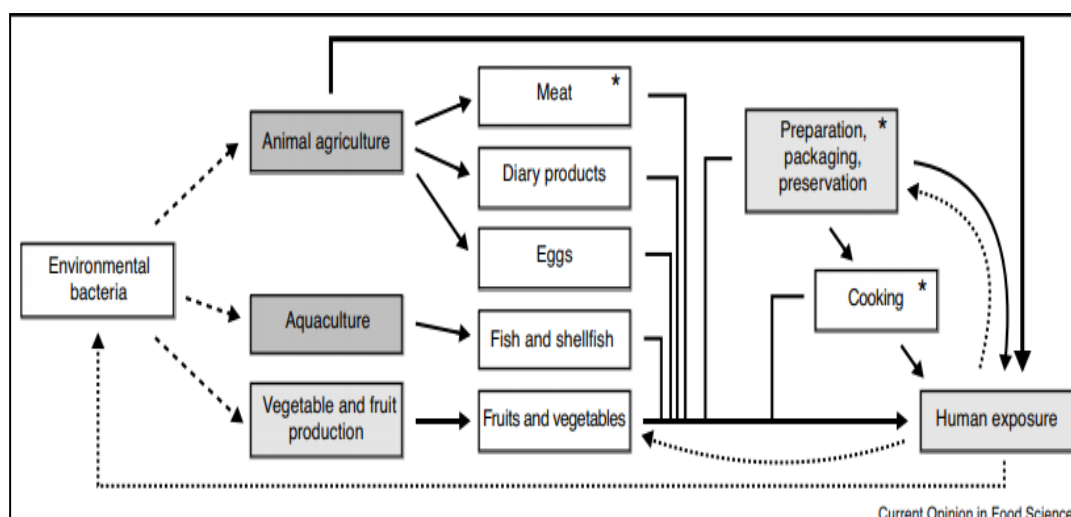 Meat *
Animal agriculture
Preparation, *
packaging,
preservation
Diary products
Environmental
bacteria
Eggs
Cooking *
Aquaculture
Fish and shellfish
Vegetable and fruit
production
Fruits and vegetables
Human exposure
Current Opinion in Food Science